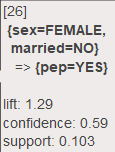 [26]
{sex=FEMALE,
married=NO}
=> {pep=YES}
lift: 1.29
confidence: 0.59
support: 0.103